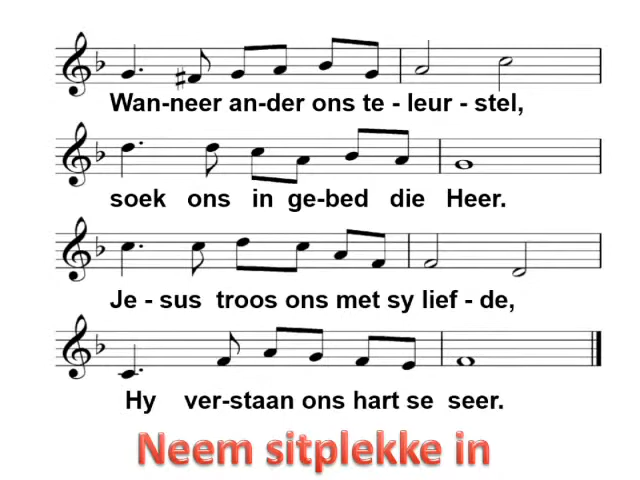 Wan-neer an-der ons te - leur - stel,
soek ons in ge-bed die Heer.
Je - sus troos ons met sy lief - de,
Hy ver-staan ons hart se seer.
Neem sitplekke in